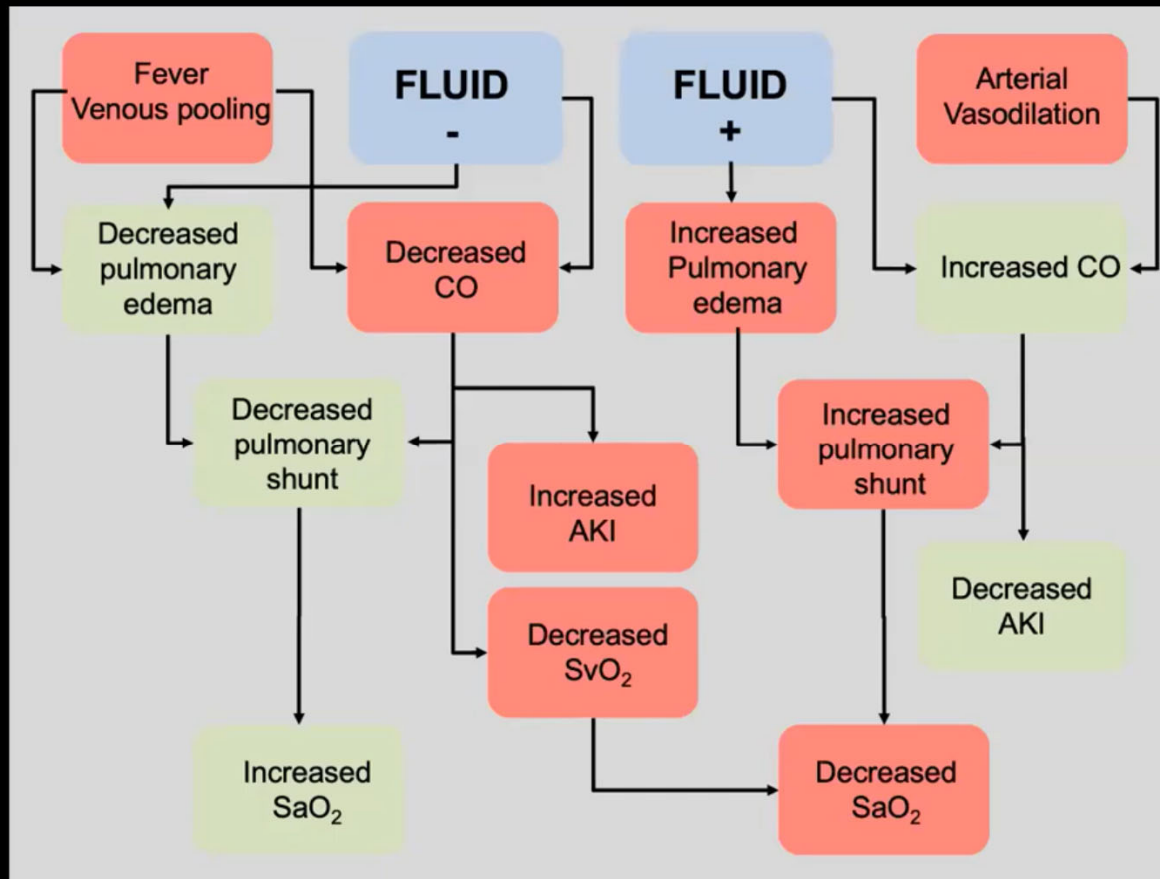 Fever
Venous pooling
FLUID
-
FLUID
+
Arterial
Vasodilation
Decreased
pulmonary
edema
Decreased
CO
Increased
Pulmonary
edema
Increased CO
Decreased
pulmonary
shunt
Increased
pulmonary
shunt
Increased
AKI
Decreased
AKI
Decreased
SvO₂
Increased
SaO₂
Decreased
SaO₂